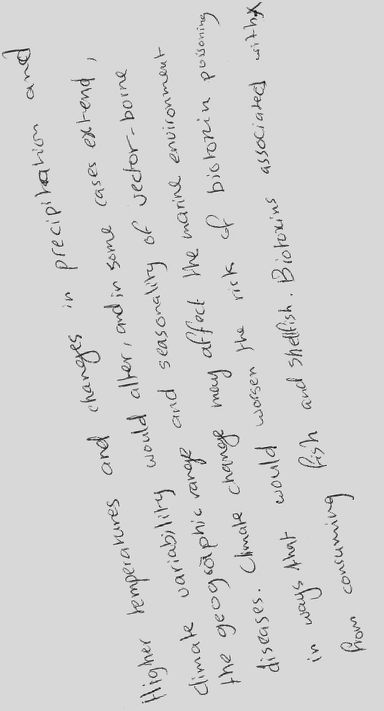 Higher temperatures and changes in precipitation and
climate variability would alter, and in some cases extend,
the geographic range and seasonality of vector-borne
diseases. Climate change may affect the marine environment
in ways that would worsen the risk of biotoxin poisoning
from consuming fish and shellfish. Biotoxins associated with